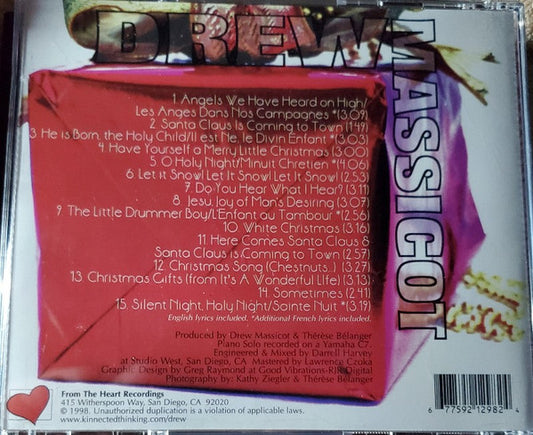 DREW
MASSICOT
1. Angels We Have Heard on High/
Les Anges Dans Nos Campagnes *(3:09)
2. Santa Claus Is Coming to Town (1:49)
3. He is Born, the Holy Child/Il est Ne, le Divin Enfant *(3:03)
4. Have Yourself a Merry Little Christmas (3:00)
5. O Holy Night/Minuit Chretien *(4:06)
6. Let it Snow! Let It Snow! Let It Snow! (2:53)
7. Do You Hear What I Hear? (3:11)
8. Jesu, Joy of Man's Desiring (3:07)
9. The Little Drummer Boy/L'Enfant au Tambour *(2:56)
10. White Christmas (3:16)
11. Here Comes Santa Claus &
Santa Claus is Coming to Town (2:57)
12. Christmas Song (Chestnuts..) (3:27)
13. Christmas Gifts (from It's A Wonderful Life) (3:13)
14. Sometimes (2:41)
15. Silent Night, Holy Night/Sainte Nuit *(3:19)
English lyrics included. *Additional French lyrics included.
Produced by Drew Massicot & Thérèse Bélanger
Piano Solo recorded on a Yamaha C7.
Engineered & Mixed by Darrell Harvey
at Studio West, San Diego, CA Mastered by Lawrence Czoka
Graphic Design by Greg Raymond at Good Vibrations-RJR Digital
Photography by: Kathy Ziegler & Thérèse Bélanger
From The Heart Recordings
415 Witherspoon Way, San Diego, CA 92020
© 1998. Unauthorized duplication is a violation of applicable laws.
www.kinnectedthinking.com/drew
6 77592 12982 4